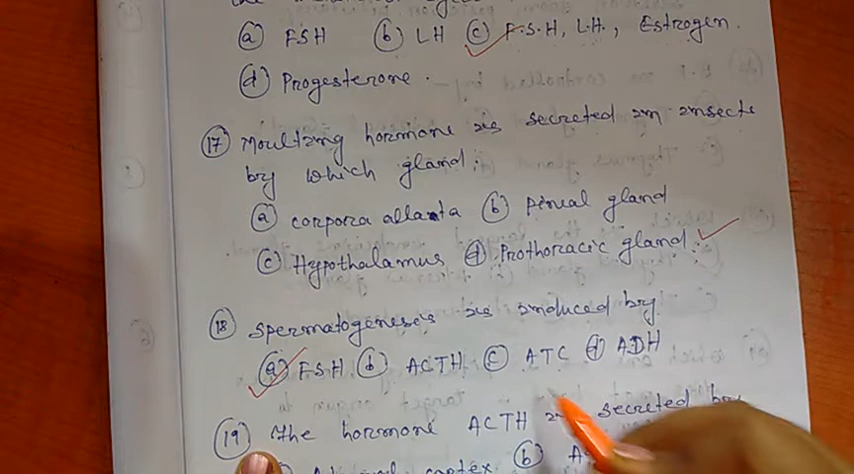 (a) FSH (b) LH (c) F.S.H, L.H., Estrogen.
(d) Progesterone.
(17) Moulting hormone is secreted in insects
by which gland:
(a) corpora allata (b) pineal gland
(c) Hypothalamus (d) Prothoracic gland.
(18) Spermatogenesis is induced by
(a) FSH (b) ACTH (c) ATC (d) ADH
(19) The hormone ACTH is secreted by
cortex (b)